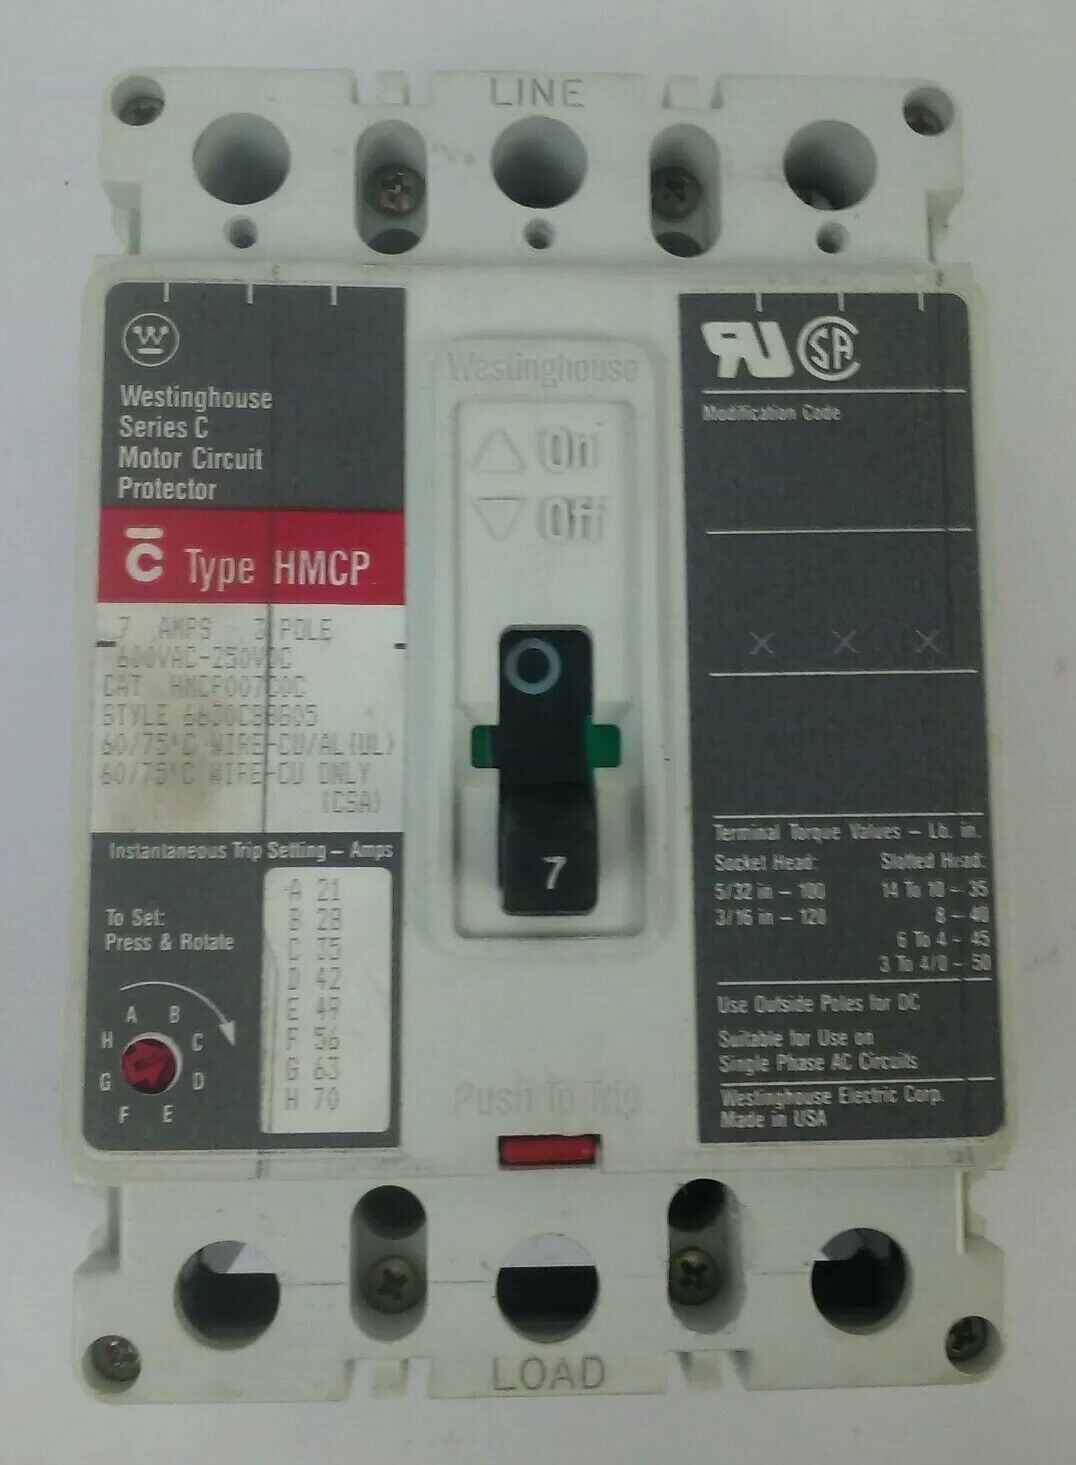 LINE
W
Westinghouse
Series C
Motor Circuit
Protector
C Type HMCP
7 AMPS 3 POLE
600VAC-250VDC
CAT HMCP007C0C
STYLE
60/75°C WIRE-CU/AL(UL)
60/75°C WIRE-CU ONLY
(CSA)
Instantaneous Trip Setting – Amps
To Set:
Press & Rotate
A B C D E F G H
A 21
B 28
C 35
D 42
E 49
F 56
G 63
H 70
Westinghouse
On
Off
O
7
Push To Trip
UR SA
Modification Code
X X X
Terminal Torque Values – Lb. in.
Socket Head: Slotted Head:
5/32 in – 100 14 To 10 – 35
3/16 in – 120 8 – 40
6 To 4 – 45
3 To 4/0 – 50
Use Outside Poles for DC
Suitable for Use on
Single Phase AC Circuits
Westinghouse Electric Corp.
Made in USA
LOAD